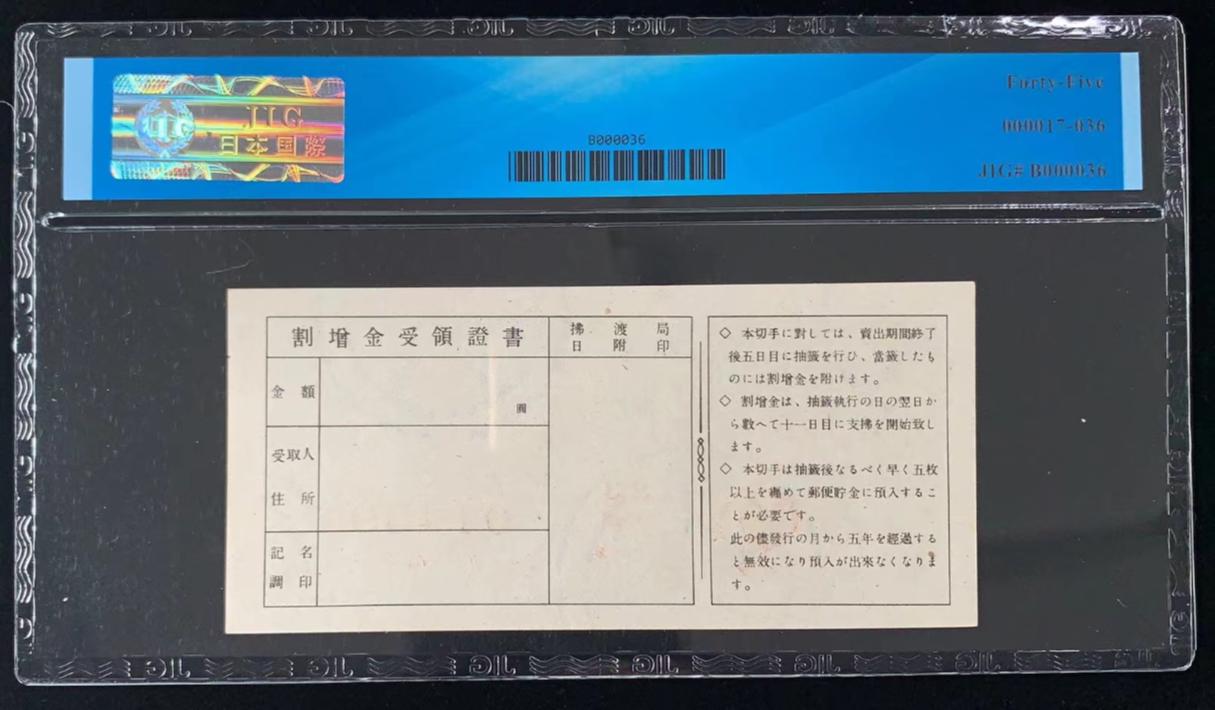 JIG
日本国際
B000036
Forty-Five
000017-036
JIG# B000036
割増金受領證書
拂渡局
日附印
金額
圓
受取人
住所
記名
調印
◇ 本切手に對しては、賣出期間終了
後五日目に抽籤を行ひ、當籤したも
のには割增金を附けます。
◇ 割增金は、抽籤執行の日の翌日か
ら數へて十一日目に支拂を開始致し
ます。
◇ 本切手は抽籤後なるべく早く五枚
以上を纏めて郵便貯金に預入するこ
とが必要です。
此の儘發行の月から五年を經過する
と無效になり預入が出來なくなりま
す。